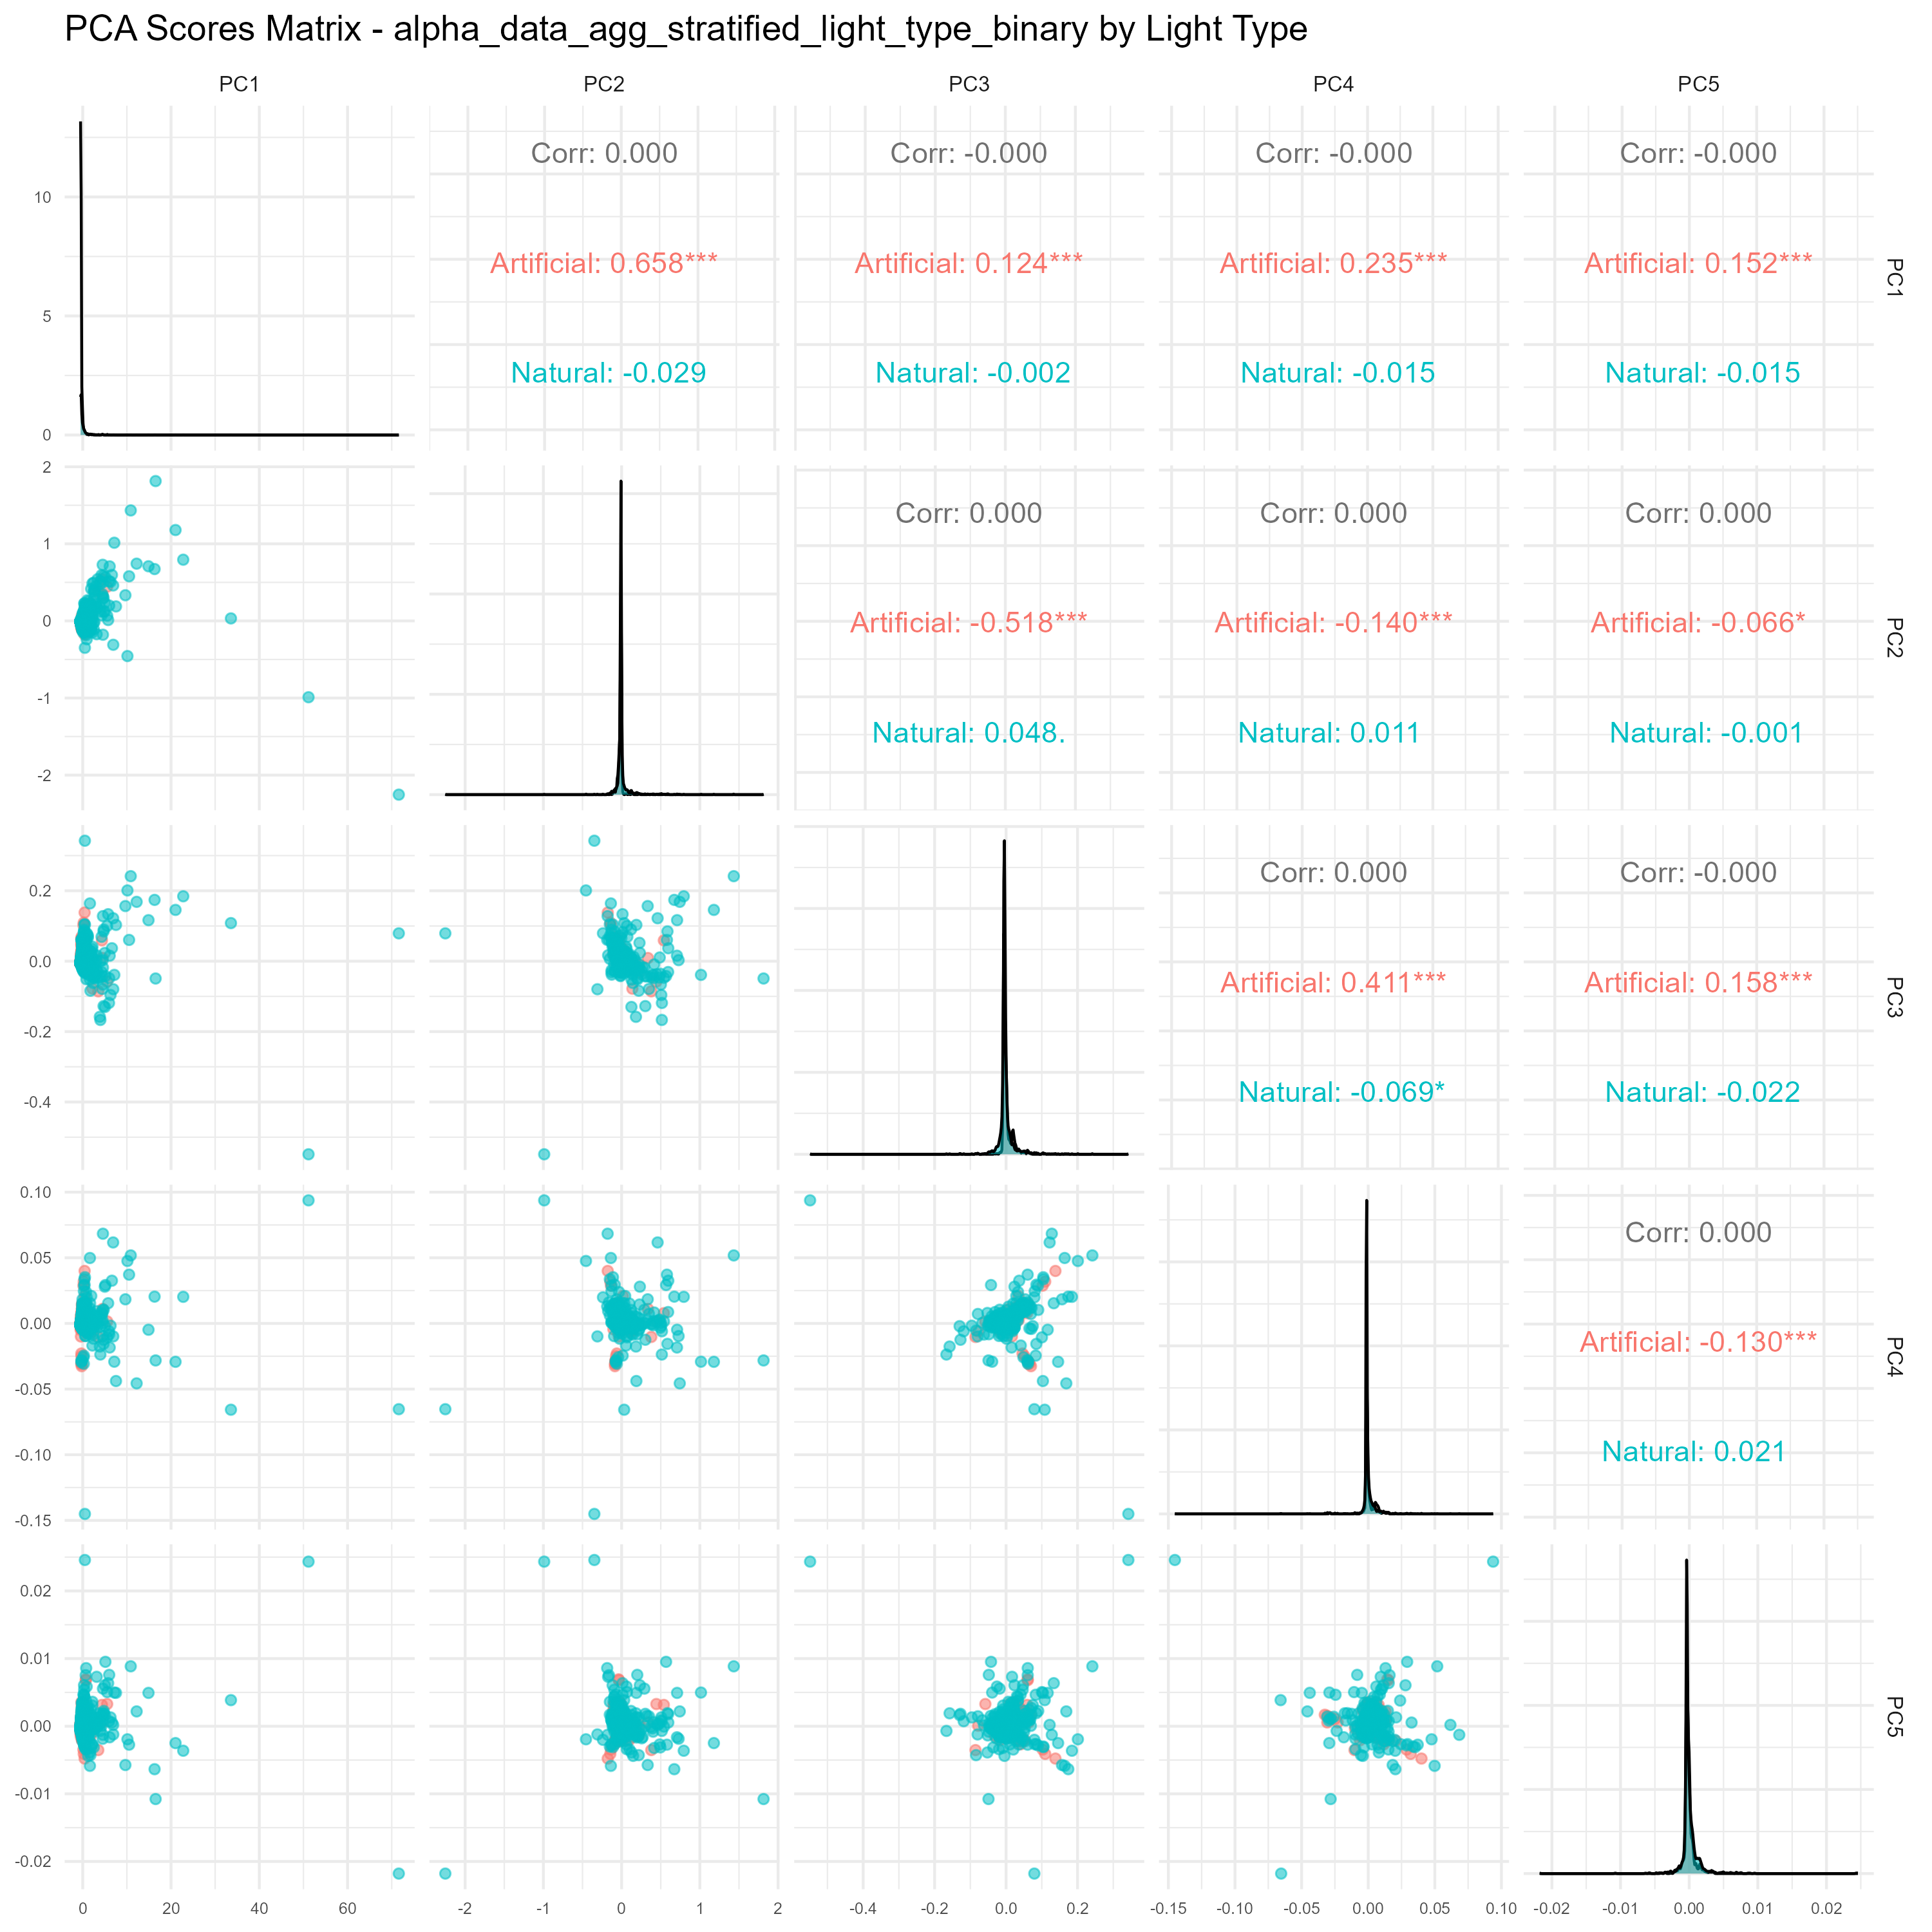 PCA Scores Matrix - alpha_data_agg_stratified_light_type_binary by Light Type
PC1 PC2 PC3 PC4 PC5
10
5
0
Corr: 0.000
Artificial: 0.658***
Natural: -0.029
Corr: -0.000
Artificial: 0.124***
Natural: -0.002
Corr: -0.000
Artificial: 0.235***
Natural: -0.015
Corr: -0.000
Artificial: 0.152***
Natural: -0.015
PC1
2
1
0
-1
-2
Corr: 0.000
Artificial: -0.518***
Natural: 0.048.
Corr: 0.000
Artificial: -0.140***
Natural: 0.011
Corr: 0.000
Artificial: -0.066*
Natural: -0.001
PC2
0.2
0.0
-0.2
-0.4
Corr: 0.000
Artificial: 0.411***
Natural: -0.069*
Corr: -0.000
Artificial: 0.158***
Natural: -0.022
PC3
0.10
0.05
0.00
-0.05
-0.10
-0.15
Corr: 0.000
Artificial: -0.130***
Natural: 0.021
PC4
0.02
0.01
0.00
-0.01
-0.02
PC5
0 20 40 60
-2 -1 0 1 2
-0.4 -0.2 0.0 0.2
-0.15 -0.10 -0.05 0.00 0.05 0.10
-0.02 -0.01 0.00 0.01 0.02